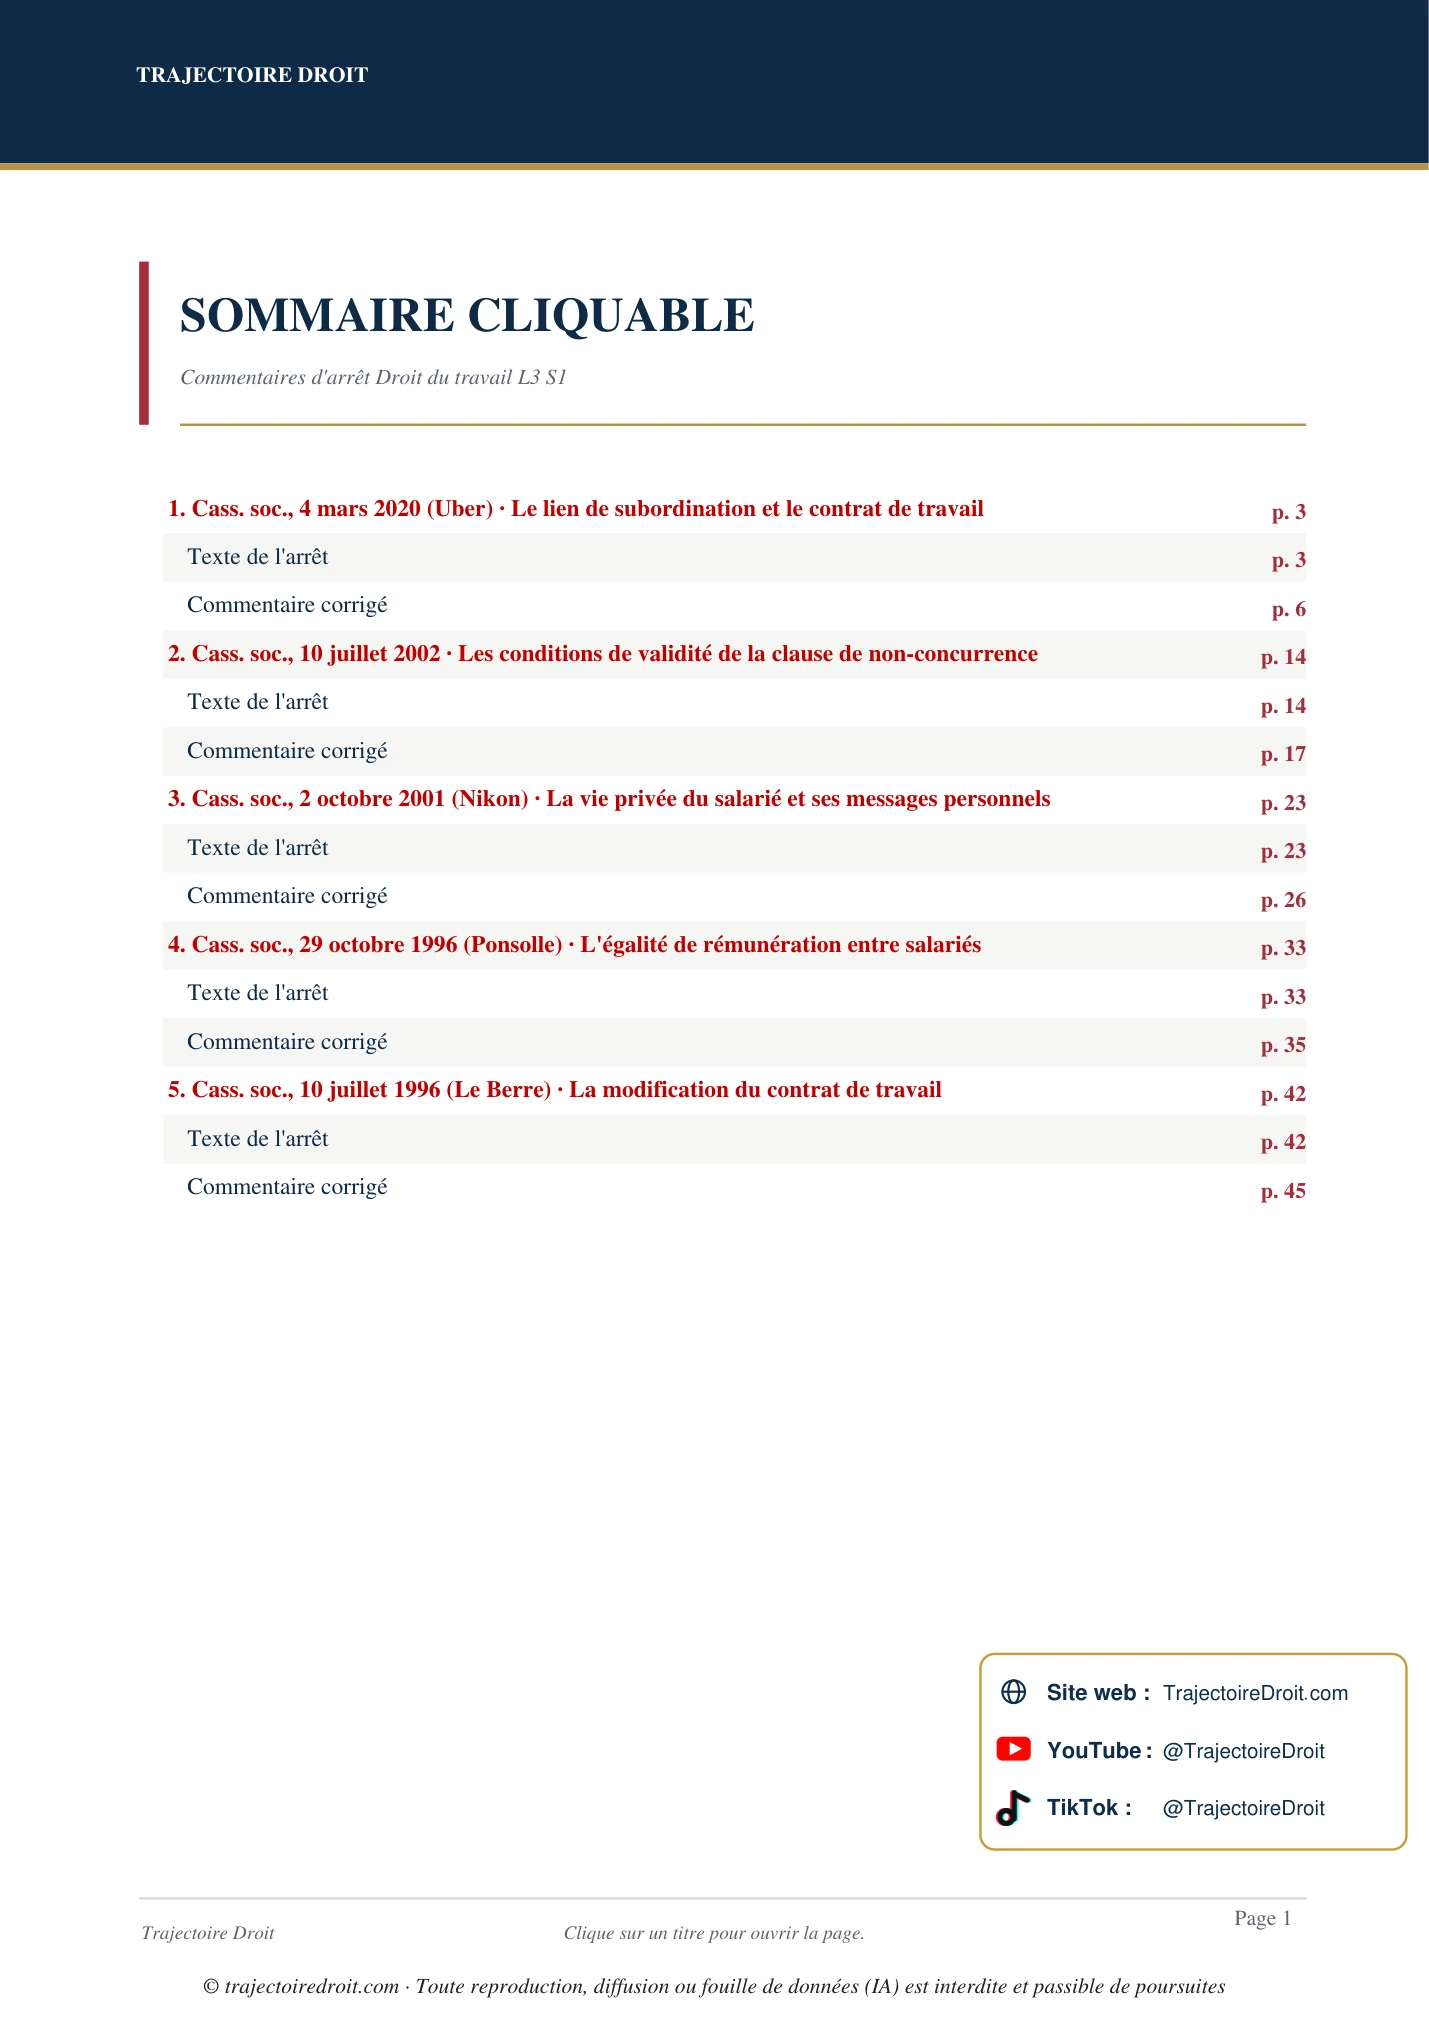 TRAJECTOIRE DROIT
SOMMAIRE CLIQUABLE
Commentaires d'arrêt Droit du travail L3 S1
1. Cass. soc., 4 mars 2020 (Uber) · Le lien de subordination et le contrat de travail p. 3
Texte de l'arrêt p. 3
Commentaire corrigé p. 6
2. Cass. soc., 10 juillet 2002 · Les conditions de validité de la clause de non-concurrence p. 14
Texte de l'arrêt p. 14
Commentaire corrigé p. 17
3. Cass. soc., 2 octobre 2001 (Nikon) · La vie privée du salarié et ses messages personnels p. 23
Texte de l'arrêt p. 23
Commentaire corrigé p. 26
4. Cass. soc., 29 octobre 1996 (Ponsolle) · L'égalité de rémunération entre salariés p. 33
Texte de l'arrêt p. 33
Commentaire corrigé p. 35
5. Cass. soc., 10 juillet 1996 (Le Berre) · La modification du contrat de travail p. 42
Texte de l'arrêt p. 42
Commentaire corrigé p. 45
Site web : TrajectoireDroit.com
YouTube : @TrajectoireDroit
TikTok : @TrajectoireDroit
Page 1
Trajectoire Droit Clique sur un titre pour ouvrir la page.
© trajectoiredroit.com · Toute reproduction, diffusion ou fouille de données (IA) est interdite et passible de poursuites